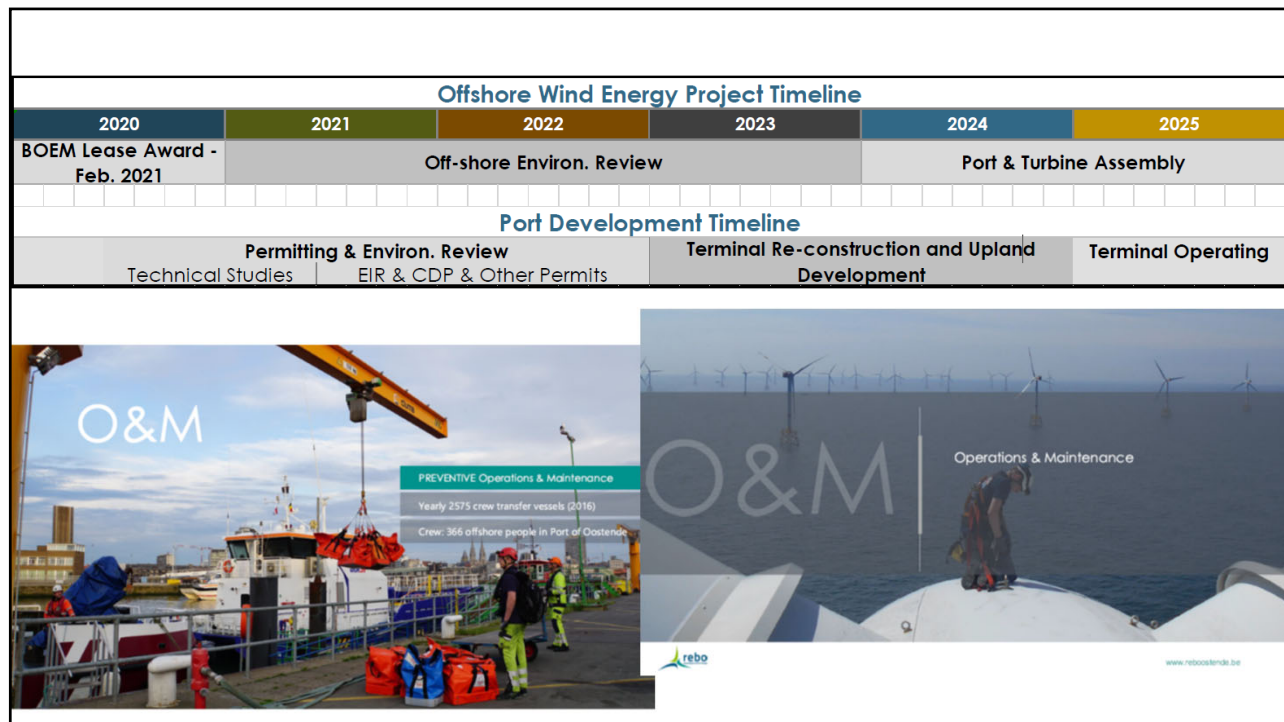 Offshore Wind Energy Project Timeline
2020
2021
2022
2023
2024
2025
BOEM Lease Award -
Feb. 2021
Off-shore Environ. Review
Port & Turbine Assembly
Port Development Timeline
Permitting & Environ. Review
Technical Studies
EIR & CDP & Other Permits
Terminal Re-construction and Upland
Development
Terminal Operating
O&M
PREVENTIVE Operations & Maintenance
Yearly 2575 crew transfer vessels (2016)
Crew: 366 offshore people in Port of Oostende
O&M
Operations & Maintenance
rebo
www.rebooostende.be